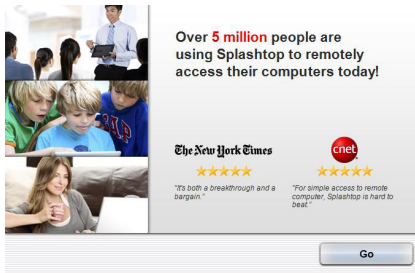 Over 5 million people are
using Splashtop to remotely
access their computers today!
GAP
The New York Times
cnet
"It's both a breakthrough and a
bargain."
"For simple access to remote
computer, Splashtop is hard to
beat."
Go